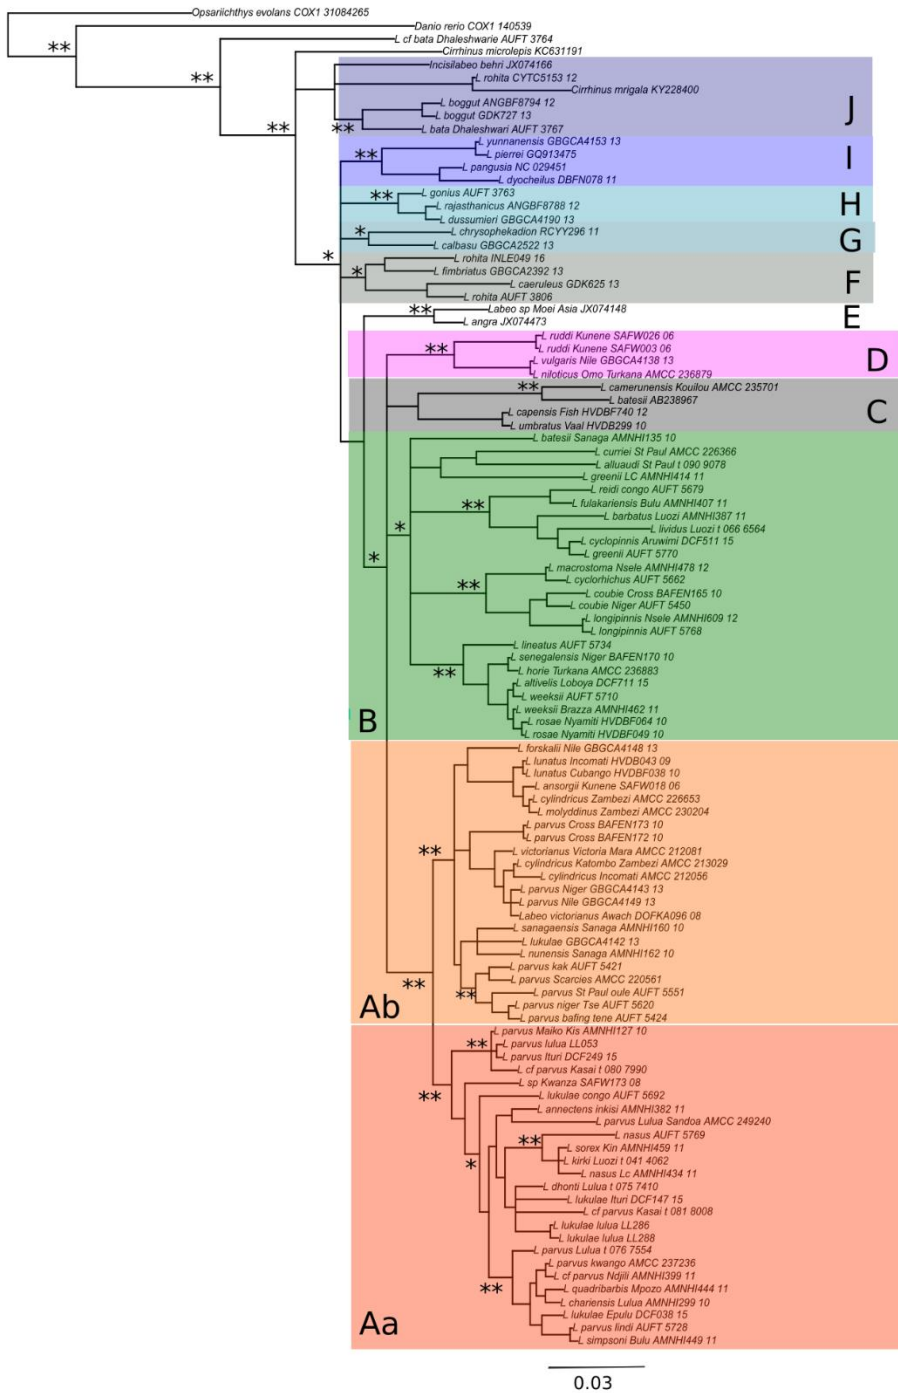 Opsariichthys evolans COX1 31084265
**
Danio rerio COX1 140539
L cf bata Dhaleshwarie AUFT 3764
**
Cirrhinus microlepis KC631191
Incisilabeo behri JX074166
L rohita CYTC5153 12
Cirrhinus mrigala KY228400
L boggut ANGBF8794 12
J
L boggut GDK727 13
** **
L bata Dhaleshwari AUFT 3767
L yunnanensis GBGCA4153 13
**
L pierrei GQ913475
I
L pangusia NC 029451
L dyocheilus DBFN078 11
**
L gonius AUFT 3763
L rajasthanicus ANGBF8788 12
H
L dussumieri GBGCA4190 13
*
L chrysophekadion RCYY296 11
G
L calbasu GBGCA2522 13
*
L rohita INLE049 16
*
L fimbriatus GBGCA2392 13
F
L caeruleus GDK625 13
L rohita AUFT 3806
**
Labeo sp Moei Asia JX074148
E
L angra JX074473
L ruddi Kunene SAFW026 06
**
L ruddi Kunene SAFW003 06
D
L vulgaris Nile GBGCA4138 13
L niloticus Omo Turkana AMCC 236879
**
L camerunensis Kouilou AMCC 235701
L batesii AB238967
C
L capensis Fish HVDBF740 12
L umbratus Vaal HVDB299 10
L batesii Sanaga AMNHI135 10
L curriei St Paul AMCC 226366
L alluaudi St Paul t 090 9078
L greenii LC AMNHI414 11
L reidi congo AUFT 5679
**
L fulakariensis Bulu AMNHI407 11
L barbatus Luozi AMNHI387 11
*
L lividus Luozi t 066 6564
L cyclopinnis Aruwimi DCF511 15
L greenii AUFT 5770
*
L macrostoma Nsele AMNHI478 12
**
L cyclorhichus AUFT 5662
L coubie Cross BAFEN165 10
L coubie Niger AUFT 5450
L longipinnis Nsele AMNHI609 12
L longipinnis AUFT 5768
L lineatus AUFT 5734
L senegalensis Niger BAFEN170 10
**
L horie Turkana AMCC 236883
L altivelis Loboya DCF711 15
L weeksii AUFT 5710
L weeksii Brazza AMNHI462 11
B
L rosae Nyamiti HVDBF064 10
L rosae Nyamiti HVDBF049 10
L forskalii Nile GBGCA4148 13
L lunatus Incomati HVDB043 09
L lunatus Cubango HVDBF038 10
L ansorgii Kunene SAFW018 06
L cylindricus Zambezi AMCC 226653
L molyddinus Zambezi AMCC 230204
L parvus Cross BAFEN173 10
L parvus Cross BAFEN172 10
**
L victorianus Victoria Mara AMCC 212081
L cylindricus Katombo Zambezi AMCC 213029
L cylindricus Incomati AMCC 212056
L parvus Niger GBGCA4143 13
L parvus Nile GBGCA4149 13
Labeo victorianus Awach DOFKA096 08
L sanagaensis Sanaga AMNHI160 10
L lukulae GBGCA4142 13
L nunensis Sanaga AMNHI162 10
L parvus kak AUFT 5421
**
L parvus Scarcies AMCC 220561
**
L parvus St Paul oule AUFT 5551
L parvus niger Tse AUFT 5620
Ab
L parvus bafing tene AUFT 5424
L parvus Maiko Kis AMNHI127 10
**
L parvus lulua LL053
L parvus Ituri DCF249 15
L cf parvus Kasai t 080 7990
L sp Kwanza SAFW173 08
**
L lukulae congo AUFT 5692
L annectens inkisi AMNHI382 11
L parvus Lulua Sandoa AMCC 249240
**
L nasus AUFT 5769
L sorex Kin AMNHI459 11
*
L kirki Luozi t 041 4062
L nasus Lc AMNHI434 11
L dhonti Lulua t 075 7410
L lukulae Ituri DCF147 15
L cf parvus Kasai t 081 8008
L lukulae lulua LL286
L lukulae lulua LL288
L parvus Lulua t 076 7554
L parvus kwango AMCC 237236
L cf parvus Ndjili AMNHI399 11
**
L quadribarbis Mpozo AMNHI444 11
L chariensis Lulua AMNHI299 10
L lukulae Epulu DCF038 15
Aa
L parvus lindi AUFT 5728
L simpsoni Bulu AMNHI449 11
0.03